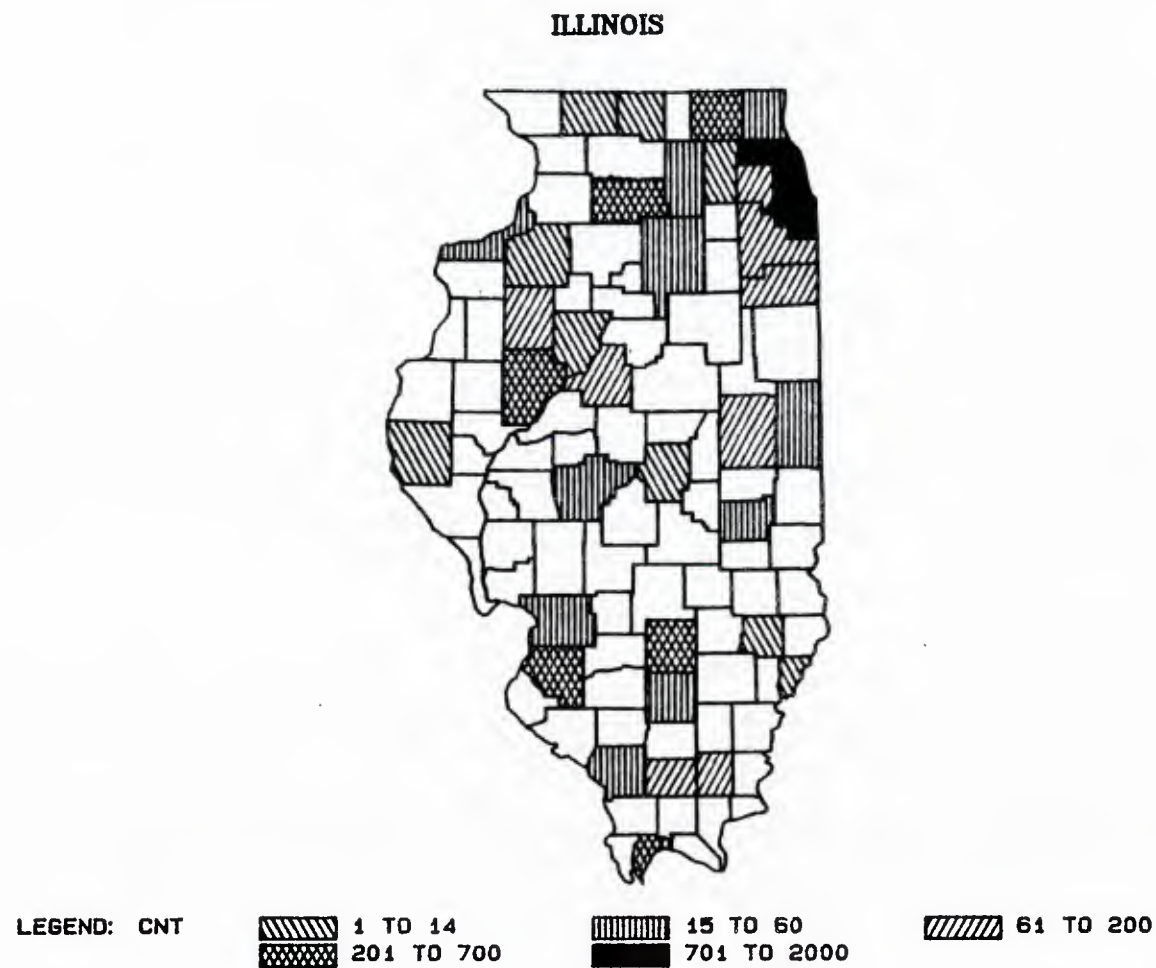 ILLINOIS
LEGEND: CNT 1 TO 14 15 TO 60 61 TO 200
201 TO 700 701 TO 2000